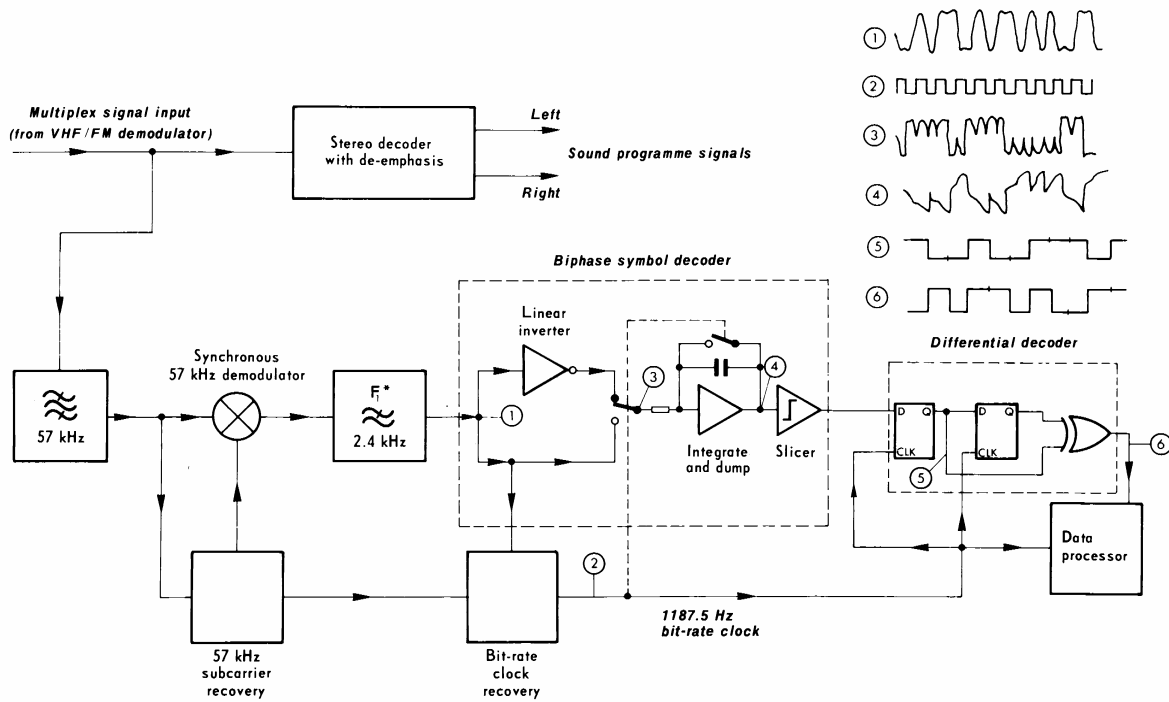 Multiplex signal input
(from VHF/FM demodulator)
Stereo decoder
with de-emphasis
Left
Right
Sound programme signals
1
2
3
4
5
6
Biphase symbol decoder
Linear
inverter
Synchronous
57 kHz demodulator
57 kHz
F₁*
2.4 kHz
1
3
4
Integrate
and dump
Slicer
Differential decoder
D Q
CLK
D Q
CLK
5
6
Data
processor
2
1187.5 Hz
bit-rate clock
57 kHz
subcarrier
recovery
Bit-rate
clock
recovery